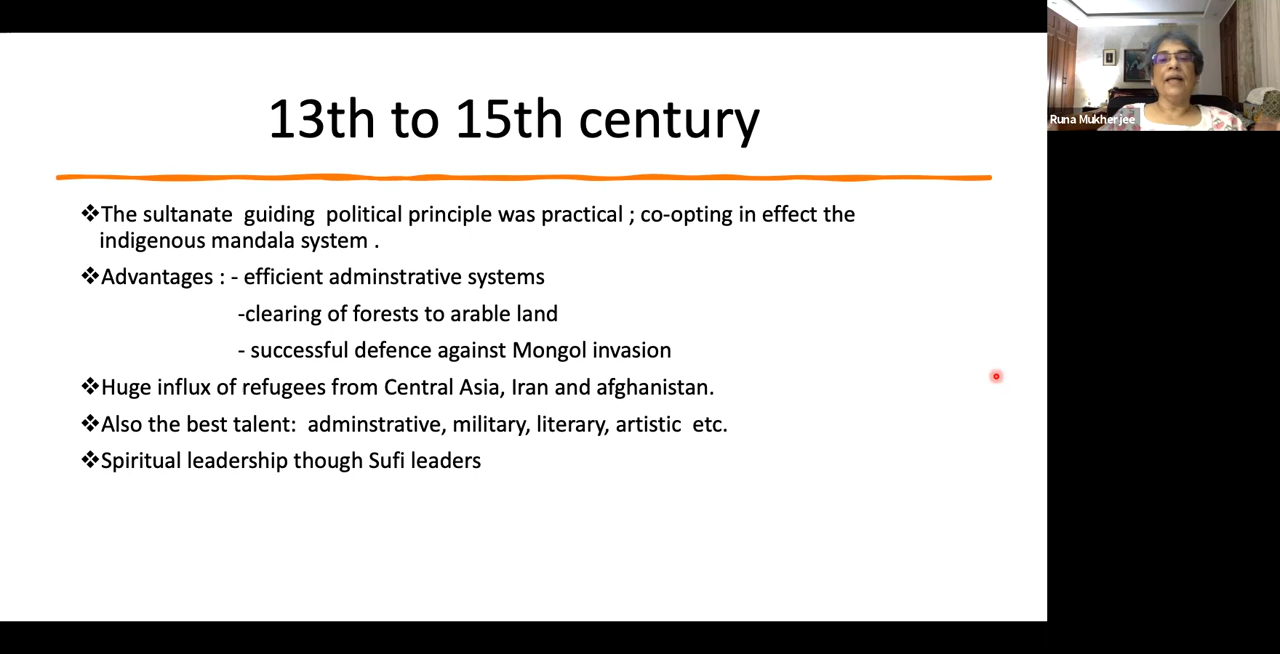 13th to 15th century
❖The sultanate guiding political principle was practical ; co-opting in effect the
indigenous mandala system .
❖Advantages : - efficient adminstrative systems
-clearing of forests to arable land
- successful defence against Mongol invasion
❖Huge influx of refugees from Central Asia, Iran and afghanistan.
❖Also the best talent: adminstrative, military, literary, artistic etc.
❖Spiritual leadership though Sufi leaders
Runa Mukherjee